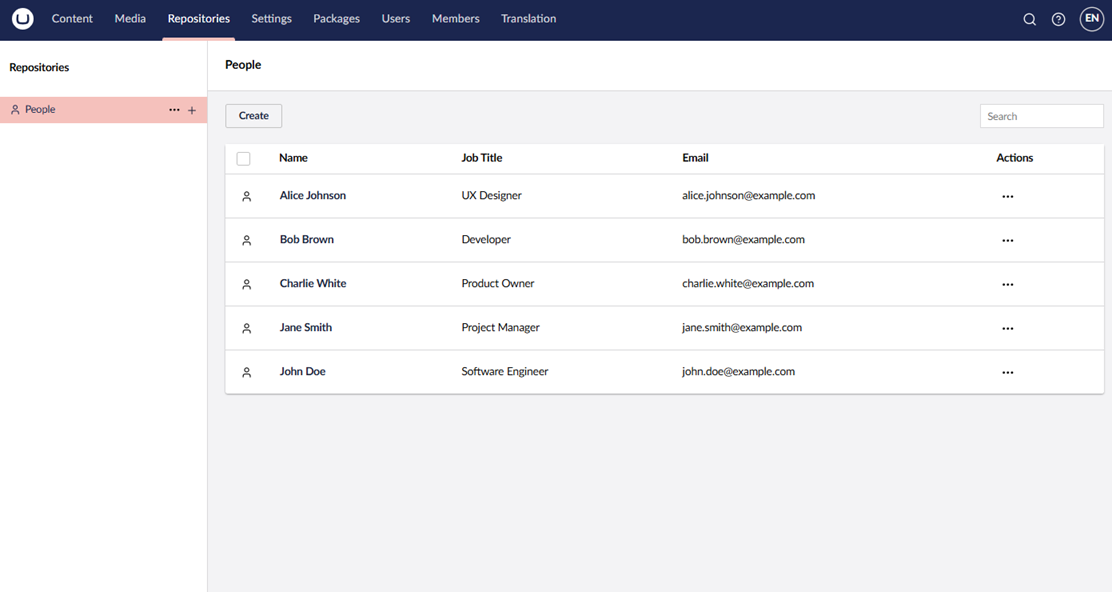 Content Media Repositories Settings Packages Users Members Translation EN
Repositories
People
People
Create
Search
Name Job Title Email Actions
Alice Johnson UX Designer alice.johnson@example.com
Bob Brown Developer bob.brown@example.com
Charlie White Product Owner charlie.white@example.com
Jane Smith Project Manager jane.smith@example.com
John Doe Software Engineer john.doe@example.com